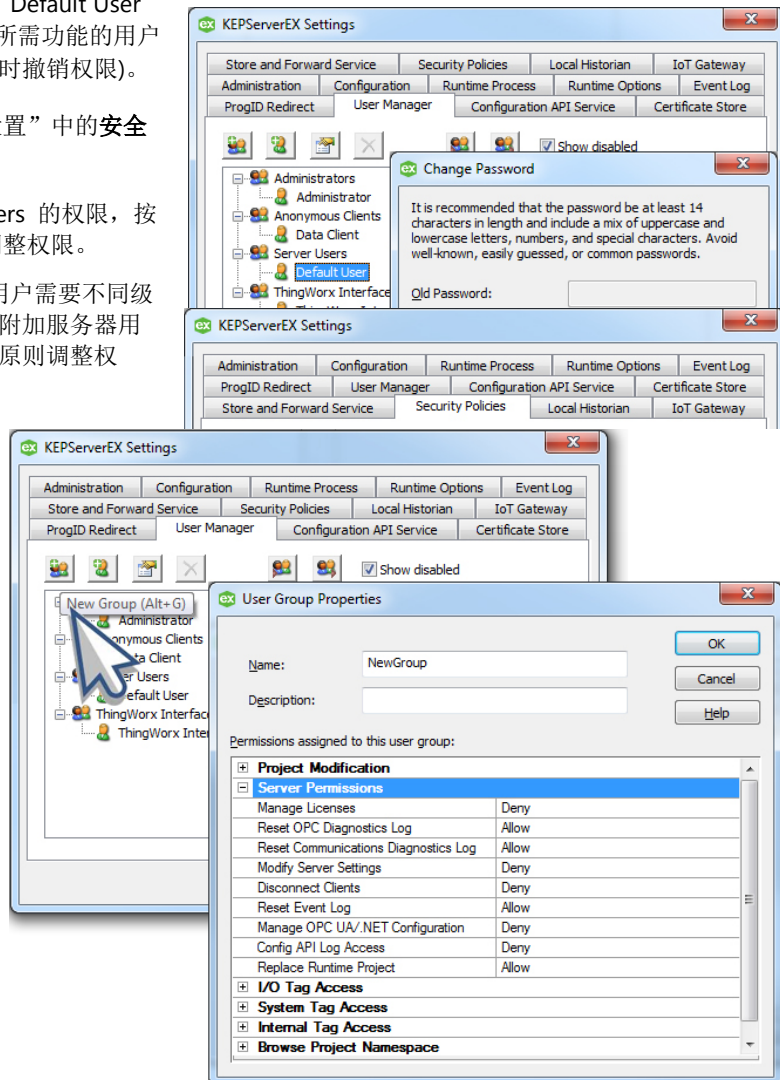 Default User
所需功能的用户
时撤销权限)。
置”中的安全
ers 的权限，按
调整权限。
用户需要不同级
附加服务器用
原则调整权
KEPServerEX Settings
Store and Forward Service Security Policies Local Historian IoT Gateway
Administration Configuration Runtime Process Runtime Options Event Log
ProgID Redirect User Manager Configuration API Service Certificate Store
Show disabled
Administrators
Administrator
Anonymous Clients
Data Client
Server Users
Default User
ThingWorx Interface
Change Password
It is recommended that the password be at least 14
characters in length and include a mix of uppercase and
lowercase letters, numbers, and special characters. Avoid
well-known, easily guessed, or common passwords.
Old Password:
KEPServerEX Settings
Administration Configuration Runtime Process Runtime Options Event Log
ProgID Redirect User Manager Configuration API Service Certificate Store
Store and Forward Service Security Policies Local Historian IoT Gateway
KEPServerEX Settings
Administration Configuration Runtime Process Runtime Options Event Log
Store and Forward Service Security Policies Local Historian IoT Gateway
ProgID Redirect User Manager Configuration API Service Certificate Store
Show disabled
New Group (Alt+G)
Administrator
onymous Clients
ta Client
er Users
efault User
ThingWorx Interfac
ThingWorx Inter
User Group Properties
Name: NewGroup
Description:
OK
Cancel
Help
Permissions assigned to this user group:
Project Modification
Server Permissions
Manage Licenses Deny
Reset OPC Diagnostics Log Allow
Reset Communications Diagnostics Log Allow
Modify Server Settings Deny
Disconnect Clients Deny
Reset Event Log Allow
Manage OPC UA/.NET Configuration Deny
Config API Log Access Deny
Replace Runtime Project Allow
I/O Tag Access
System Tag Access
Internal Tag Access
Browse Project Namespace